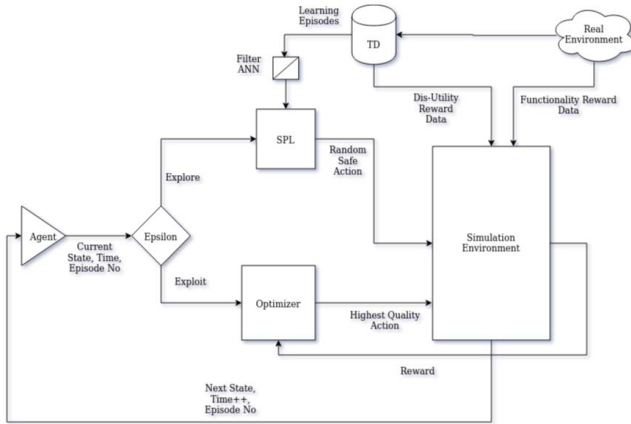 Learning
Episodes
TD
Real
Environment
Filter
ANN
Dis-Utility
Reward
Data
Functionality Reward
Data
SPL
Random
Safe
Action
Explore
Agent
Current
State, Time,
Episode No
Epsilon
Simulation
Environment
Exploit
Optimizer
Highest Quality
Action
Reward
Next State,
Time++,
Episode No